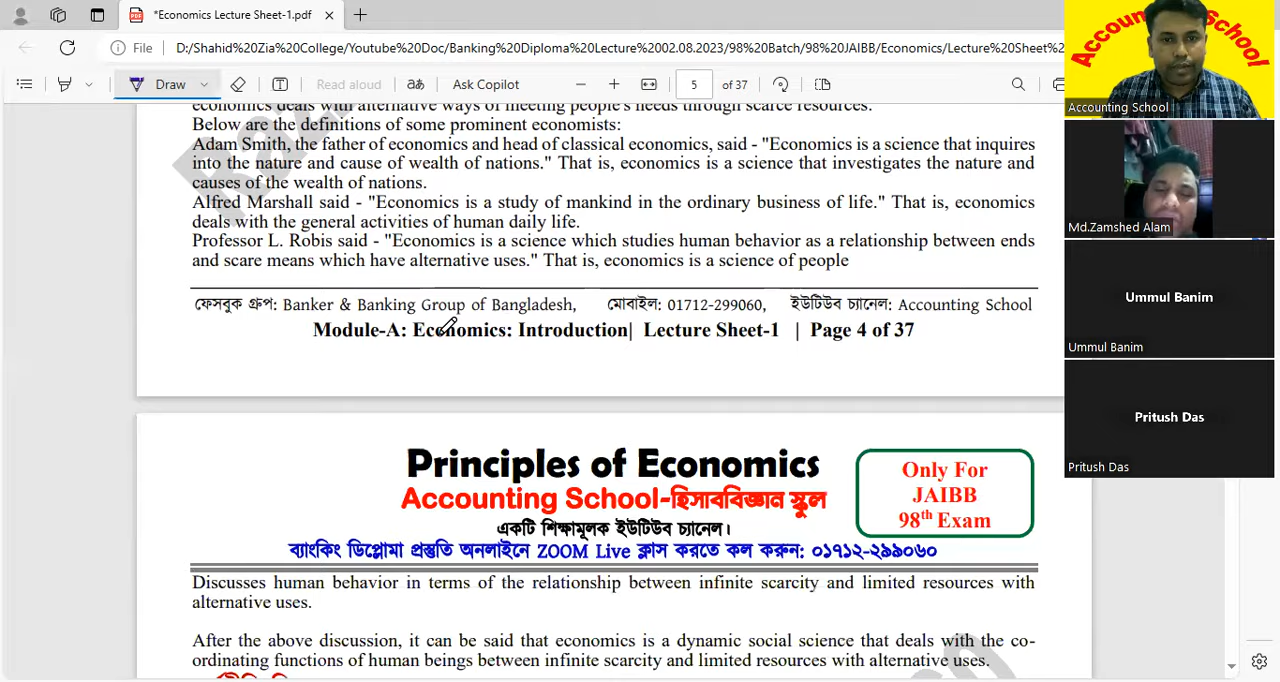 *Economics Lecture Sheet-1.pdf
File
D:/Shahid%20Zia%20College/Youtube%20Doc/Banking%20Diploma%20Lecture%2002.08.2023/98%20Batch/98%20JAIBB/Economics/Lecture%20Sheet%2
Draw
Read aloud
Ask Copilot
5 of 37
economics deals with alternative ways of meeting people's needs through scarce resources.
Below are the definitions of some prominent economists:
Adam Smith, the father of economics and head of classical economics, said - "Economics is a science that inquires
into the nature and cause of wealth of nations." That is, economics is a science that investigates the nature and
causes of the wealth of nations.
Alfred Marshall said - "Economics is a study of mankind in the ordinary business of life." That is, economics
deals with the general activities of human daily life.
Professor L. Robis said - "Economics is a science which studies human behavior as a relationship between ends
and scare means which have alternative uses." That is, economics is a science of people
ফেসবুক গ্রুপ: Banker & Banking Group of Bangladesh, মোবাইল: 01712-299060, ইউটিউব চ্যানেল: Accounting School
Module-A: Economics: Introduction| Lecture Sheet-1 | Page 4 of 37
Principles of Economics
Accounting School-হিসাববিজ্ঞান স্কুল
একটি শিক্ষামূলক ইউটিউব চ্যানেল।
ব্যাংকিং ডিপ্লোমা প্রস্তুতি অনলাইনে ZOOM Live ক্লাস করতে কল করুন: ০১৭১২-২৯৯০৬০
Only For
JAIBB
98th Exam
Discusses human behavior in terms of the relationship between infinite scarcity and limited resources with
alternative uses.
After the above discussion, it can be said that economics is a dynamic social science that deals with the co-
ordinating functions of human beings between infinite scarcity and limited resources with alternative uses.
Accounting School
Md.Zamshed Alam
Ummul Banim
Ummul Banim
Pritush Das
Pritush Das